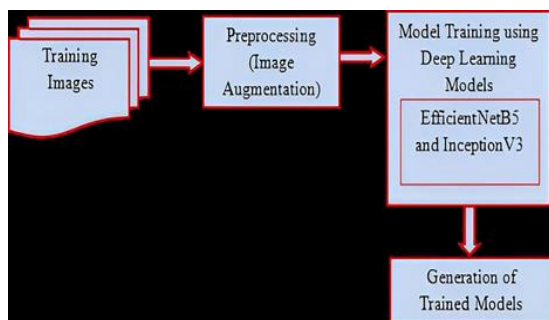 Training
Images
Preprocessing
(Image
Augmentation)
Model Training using
Deep Learning
Models
EfficientNetB5
and InceptionV3
Generation of
Trained Models